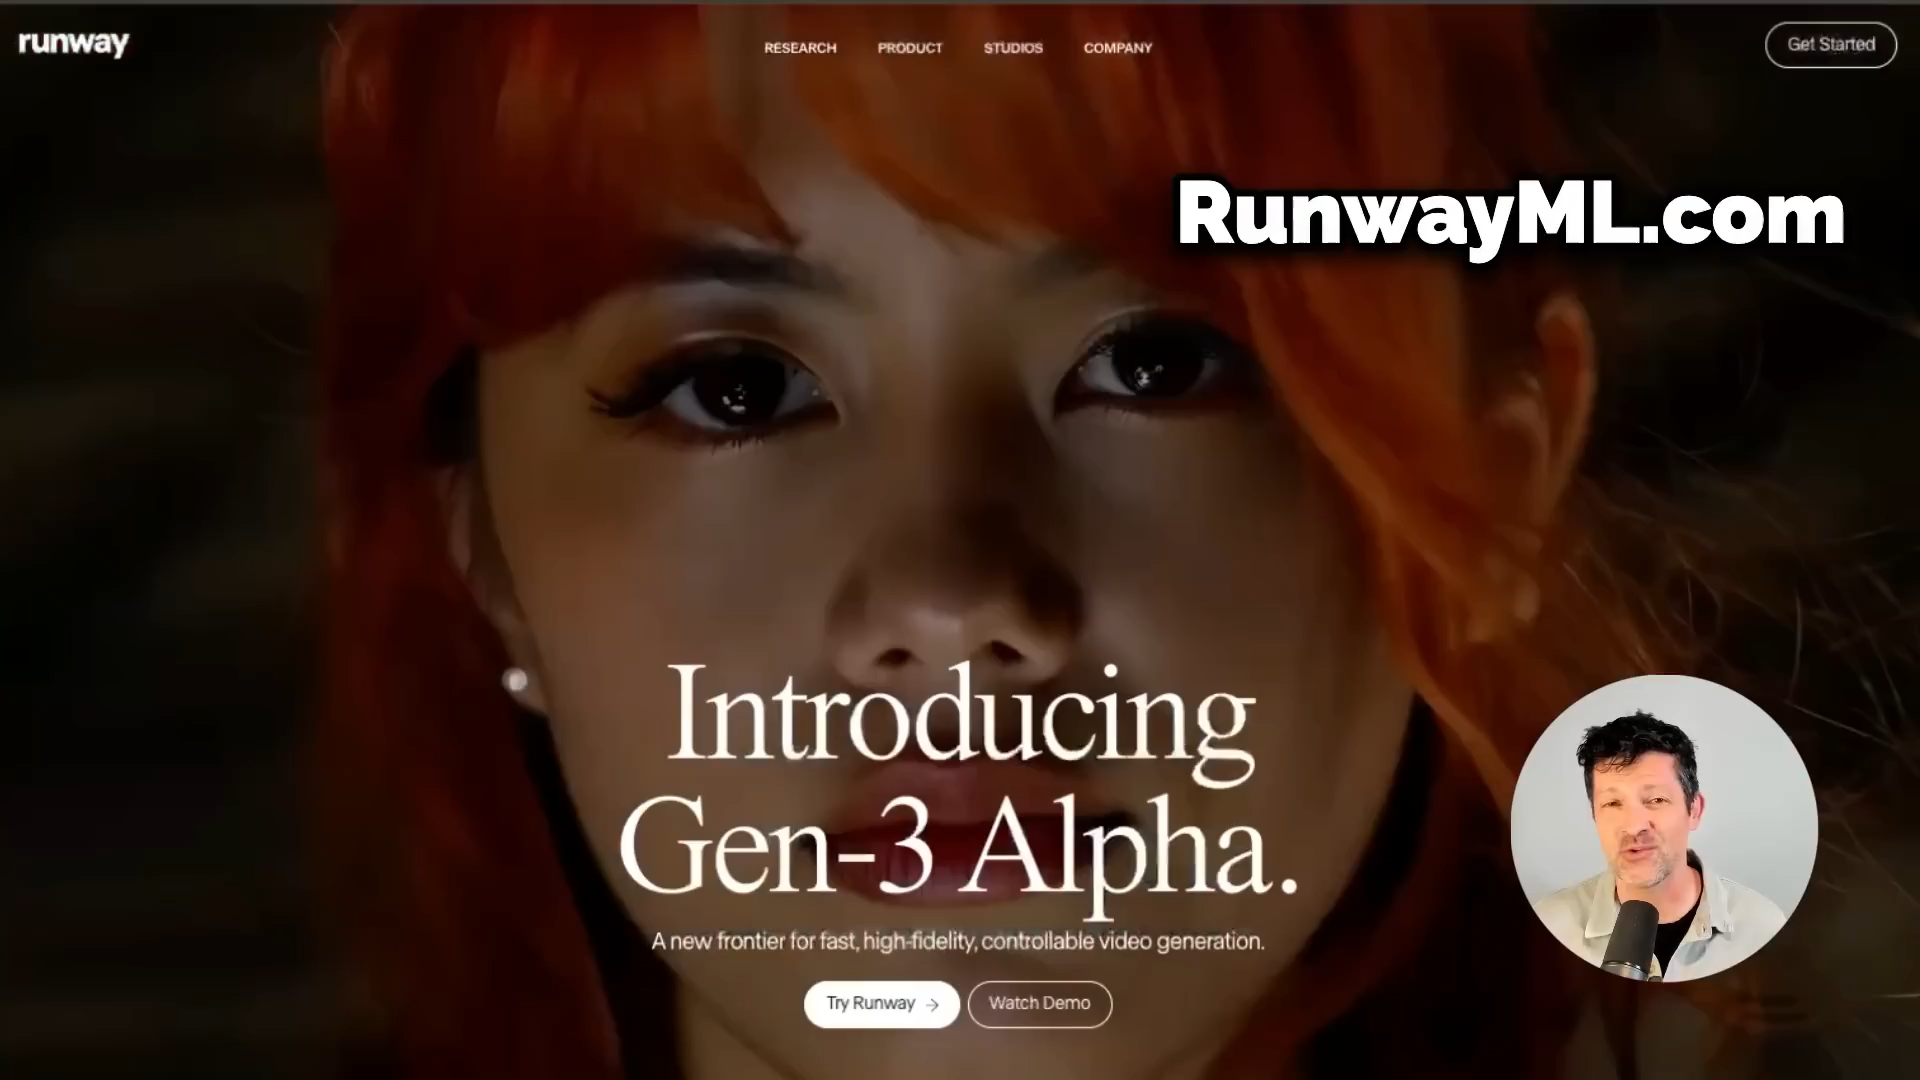 runway
RESEARCH PRODUCT STUDIOS COMPANY
Get Started
RunwayML.com
Introducing
Gen-3 Alpha.
A new frontier for fast, high-fidelity, controllable video generation.
Try Runway →
Watch Demo